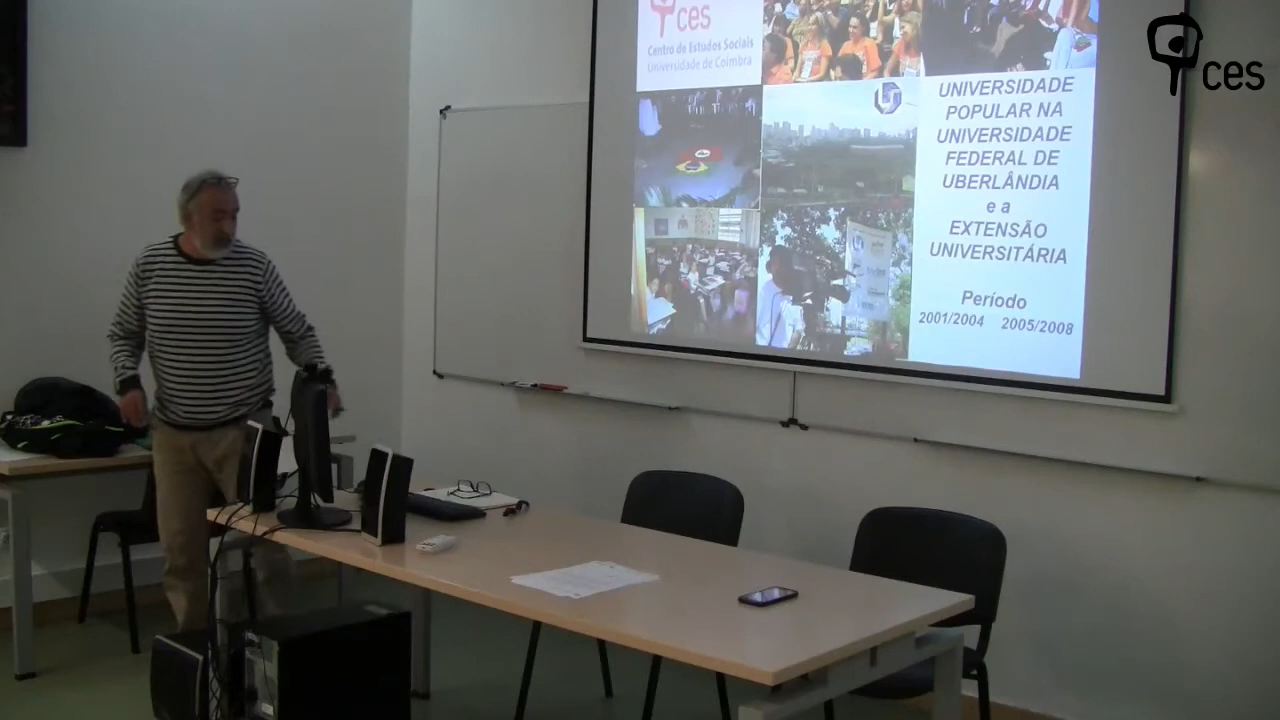 ces
Centro de Estudos Sociais
Universidade de Coimbra
UNIVERSIDADE
POPULAR NA
UNIVERSIDADE
FEDERAL DE
UBERLÂNDIA
e a
EXTENSÃO
UNIVERSITÁRIA
Período
2001/2004 2005/2008
ces